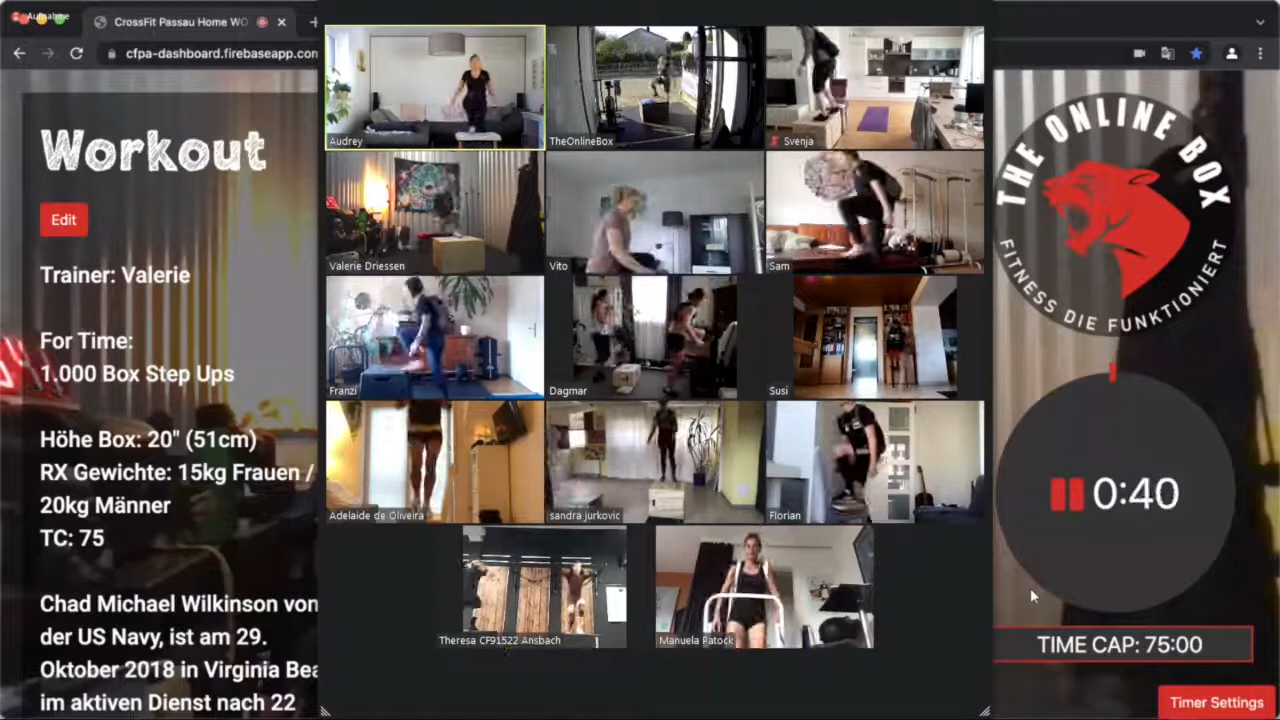 Aufnahme
CrossFit Passau Home WO
cfpa-dashboard.firebaseapp.com
Workout
Edit
Trainer: Valerie
For Time:
1.000 Box Step Ups
Höhe Box: 20" (51cm)
RX Gewichte: 15kg Frauen /
20kg Männer
TC: 75
Chad Michael Wilkinson von
der US Navy, ist am 29.
Oktober 2018 in Virginia Bea
im aktiven Dienst nach 22
Audrey
TheOnlineBox
Svenja
Valerie Driessen
Vito
Sam
Franzi
Dagmar
Susi
Adelaide de Oliveira
sandra jurkovic
Florian
Theresa CF91522 Ansbach
Manuela Patock
THE ONLINE BOX
FITNESS DIE FUNKTIONIERT
0:40
TIME CAP: 75:00
Timer Settings